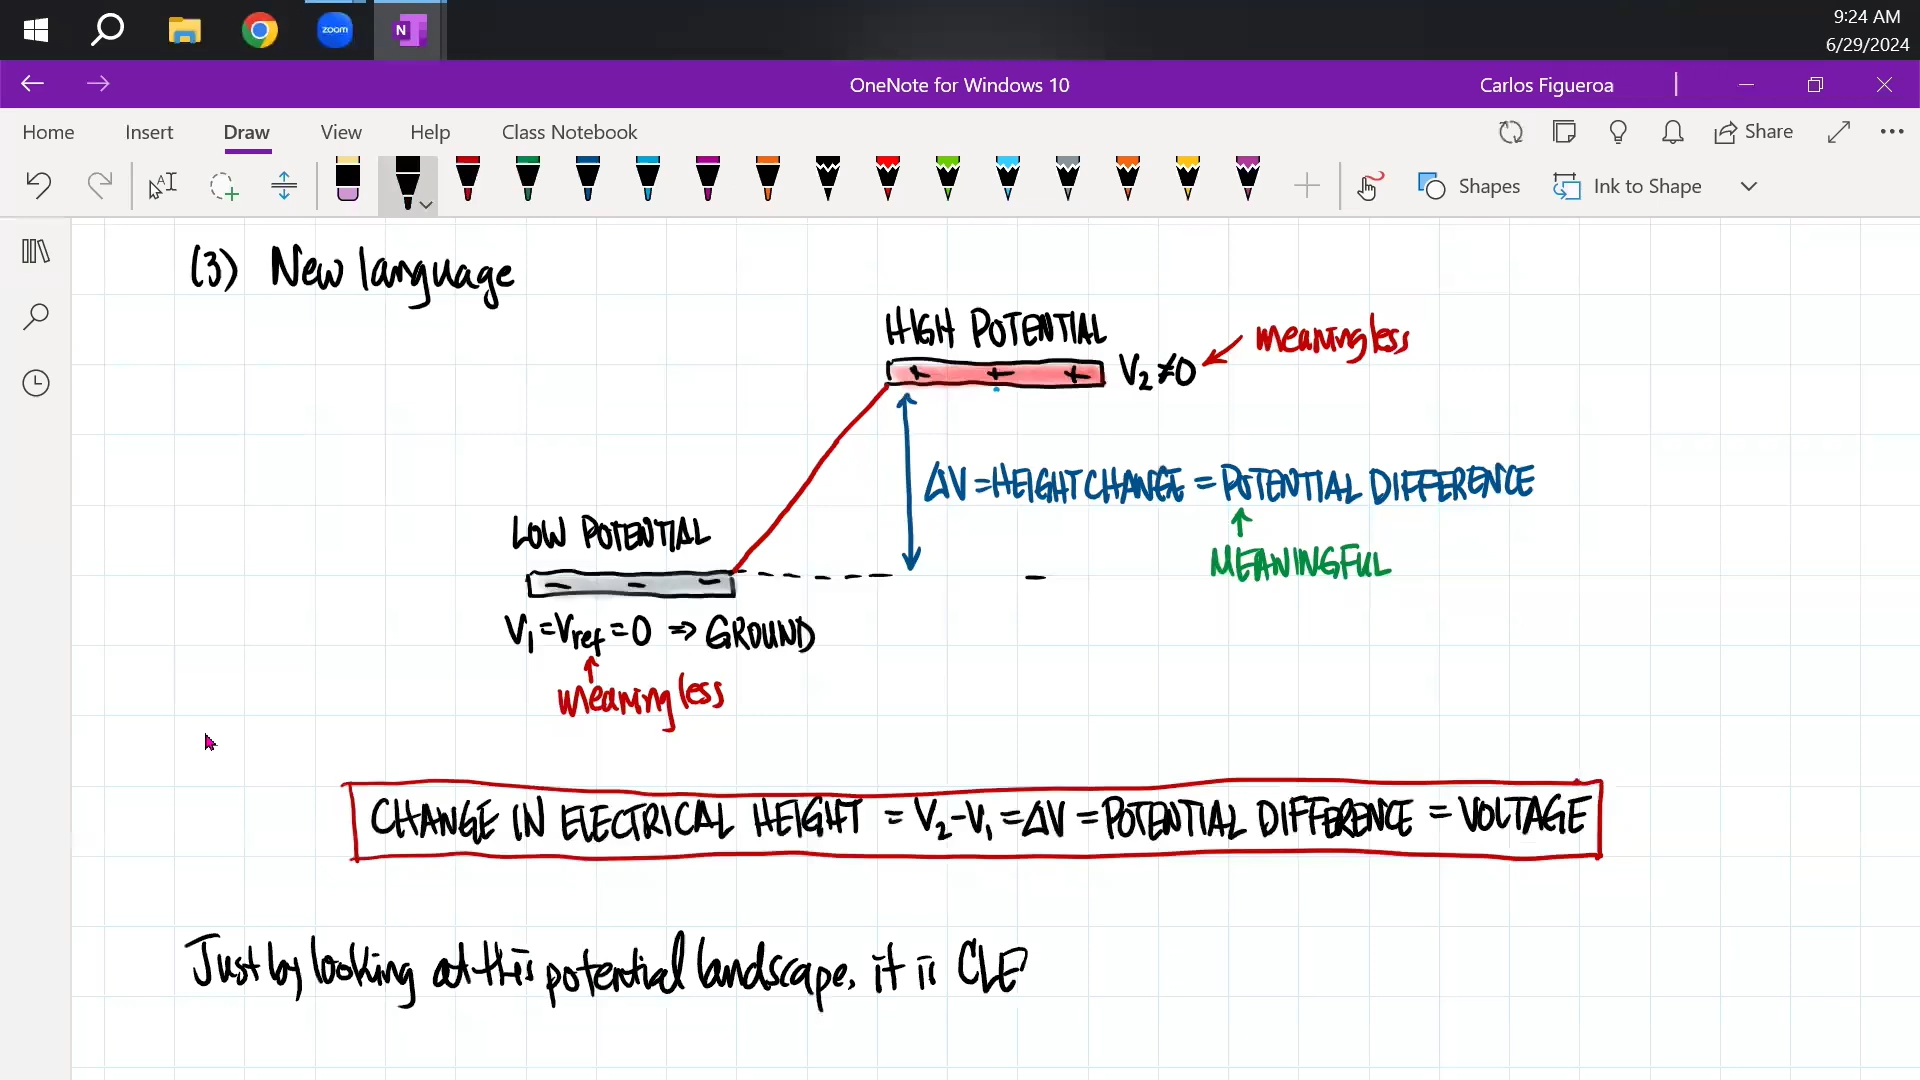 9:24 AM
6/29/2024
zoom
N
OneNote for Windows 10
Carlos Figueroa
Home Insert Draw View Help Class Notebook
Share
Shapes
Ink to Shape
(3) New language
HIGH POTENTIAL
+ + +
V₂≠0
meaningless
ΔV = HEIGHT CHANGE = POTENTIAL DIFFERENCE
MEANINGFUL
LOW POTENTIAL
− − −
V₁ = Vref = 0 ⇒ GROUND
meaningless
CHANGE IN ELECTRICAL HEIGHT = V₂-V₁ = ΔV = POTENTIAL DIFFERENCE = VOLTAGE
Just by looking at this potential landscape, it is CLE